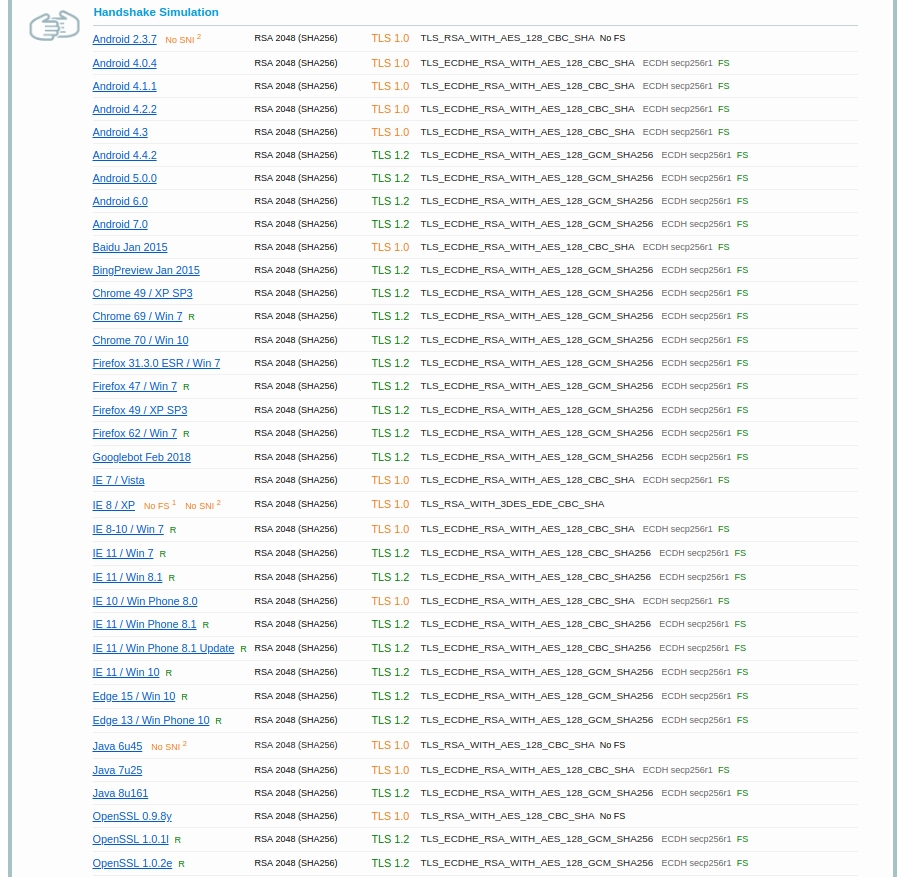 Handshake Simulation
Android 2.3.7 No SNI 2 RSA 2048 (SHA256) TLS 1.0 TLS_RSA_WITH_AES_128_CBC_SHA No FS
Android 4.0.4 RSA 2048 (SHA256) TLS 1.0 TLS_ECDHE_RSA_WITH_AES_128_CBC_SHA ECDH secp256r1 FS
Android 4.1.1 RSA 2048 (SHA256) TLS 1.0 TLS_ECDHE_RSA_WITH_AES_128_CBC_SHA ECDH secp256r1 FS
Android 4.2.2 RSA 2048 (SHA256) TLS 1.0 TLS_ECDHE_RSA_WITH_AES_128_CBC_SHA ECDH secp256r1 FS
Android 4.3 RSA 2048 (SHA256) TLS 1.0 TLS_ECDHE_RSA_WITH_AES_128_CBC_SHA ECDH secp256r1 FS
Android 4.4.2 RSA 2048 (SHA256) TLS 1.2 TLS_ECDHE_RSA_WITH_AES_128_GCM_SHA256 ECDH secp256r1 FS
Android 5.0.0 RSA 2048 (SHA256) TLS 1.2 TLS_ECDHE_RSA_WITH_AES_128_GCM_SHA256 ECDH secp256r1 FS
Android 6.0 RSA 2048 (SHA256) TLS 1.2 TLS_ECDHE_RSA_WITH_AES_128_GCM_SHA256 ECDH secp256r1 FS
Android 7.0 RSA 2048 (SHA256) TLS 1.2 TLS_ECDHE_RSA_WITH_AES_128_GCM_SHA256 ECDH secp256r1 FS
Baidu Jan 2015 RSA 2048 (SHA256) TLS 1.0 TLS_ECDHE_RSA_WITH_AES_128_CBC_SHA ECDH secp256r1 FS
BingPreview Jan 2015 RSA 2048 (SHA256) TLS 1.2 TLS_ECDHE_RSA_WITH_AES_128_GCM_SHA256 ECDH secp256r1 FS
Chrome 49 / XP SP3 RSA 2048 (SHA256) TLS 1.2 TLS_ECDHE_RSA_WITH_AES_128_GCM_SHA256 ECDH secp256r1 FS
Chrome 69 / Win 7 R RSA 2048 (SHA256) TLS 1.2 TLS_ECDHE_RSA_WITH_AES_128_GCM_SHA256 ECDH secp256r1 FS
Chrome 70 / Win 10 RSA 2048 (SHA256) TLS 1.2 TLS_ECDHE_RSA_WITH_AES_128_GCM_SHA256 ECDH secp256r1 FS
Firefox 31.3.0 ESR / Win 7 RSA 2048 (SHA256) TLS 1.2 TLS_ECDHE_RSA_WITH_AES_128_GCM_SHA256 ECDH secp256r1 FS
Firefox 47 / Win 7 R RSA 2048 (SHA256) TLS 1.2 TLS_ECDHE_RSA_WITH_AES_128_GCM_SHA256 ECDH secp256r1 FS
Firefox 49 / XP SP3 RSA 2048 (SHA256) TLS 1.2 TLS_ECDHE_RSA_WITH_AES_128_GCM_SHA256 ECDH secp256r1 FS
Firefox 62 / Win 7 R RSA 2048 (SHA256) TLS 1.2 TLS_ECDHE_RSA_WITH_AES_128_GCM_SHA256 ECDH secp256r1 FS
Googlebot Feb 2018 RSA 2048 (SHA256) TLS 1.2 TLS_ECDHE_RSA_WITH_AES_128_GCM_SHA256 ECDH secp256r1 FS
IE 7 / Vista RSA 2048 (SHA256) TLS 1.0 TLS_ECDHE_RSA_WITH_AES_128_CBC_SHA ECDH secp256r1 FS
IE 8 / XP No FS 1 No SNI 2 RSA 2048 (SHA256) TLS 1.0 TLS_RSA_WITH_3DES_EDE_CBC_SHA
IE 8-10 / Win 7 R RSA 2048 (SHA256) TLS 1.0 TLS_ECDHE_RSA_WITH_AES_128_CBC_SHA ECDH secp256r1 FS
IE 11 / Win 7 R RSA 2048 (SHA256) TLS 1.2 TLS_ECDHE_RSA_WITH_AES_128_CBC_SHA256 ECDH secp256r1 FS
IE 11 / Win 8.1 R RSA 2048 (SHA256) TLS 1.2 TLS_ECDHE_RSA_WITH_AES_128_CBC_SHA256 ECDH secp256r1 FS
IE 10 / Win Phone 8.0 RSA 2048 (SHA256) TLS 1.0 TLS_ECDHE_RSA_WITH_AES_128_CBC_SHA ECDH secp256r1 FS
IE 11 / Win Phone 8.1 R RSA 2048 (SHA256) TLS 1.2 TLS_ECDHE_RSA_WITH_AES_128_CBC_SHA256 ECDH secp256r1 FS
IE 11 / Win Phone 8.1 Update R RSA 2048 (SHA256) TLS 1.2 TLS_ECDHE_RSA_WITH_AES_128_CBC_SHA256 ECDH secp256r1 FS
IE 11 / Win 10 R RSA 2048 (SHA256) TLS 1.2 TLS_ECDHE_RSA_WITH_AES_128_GCM_SHA256 ECDH secp256r1 FS
Edge 15 / Win 10 R RSA 2048 (SHA256) TLS 1.2 TLS_ECDHE_RSA_WITH_AES_128_GCM_SHA256 ECDH secp256r1 FS
Edge 13 / Win Phone 10 R RSA 2048 (SHA256) TLS 1.2 TLS_ECDHE_RSA_WITH_AES_128_GCM_SHA256 ECDH secp256r1 FS
Java 6u45 No SNI 2 RSA 2048 (SHA256) TLS 1.0 TLS_RSA_WITH_AES_128_CBC_SHA No FS
Java 7u25 RSA 2048 (SHA256) TLS 1.0 TLS_ECDHE_RSA_WITH_AES_128_CBC_SHA ECDH secp256r1 FS
Java 8u161 RSA 2048 (SHA256) TLS 1.2 TLS_ECDHE_RSA_WITH_AES_128_GCM_SHA256 ECDH secp256r1 FS
OpenSSL 0.9.8y RSA 2048 (SHA256) TLS 1.0 TLS_RSA_WITH_AES_128_CBC_SHA No FS
OpenSSL 1.0.1l R RSA 2048 (SHA256) TLS 1.2 TLS_ECDHE_RSA_WITH_AES_128_GCM_SHA256 ECDH secp256r1 FS
OpenSSL 1.0.2e R RSA 2048 (SHA256) TLS 1.2 TLS_ECDHE_RSA_WITH_AES_128_GCM_SHA256 ECDH secp256r1 FS